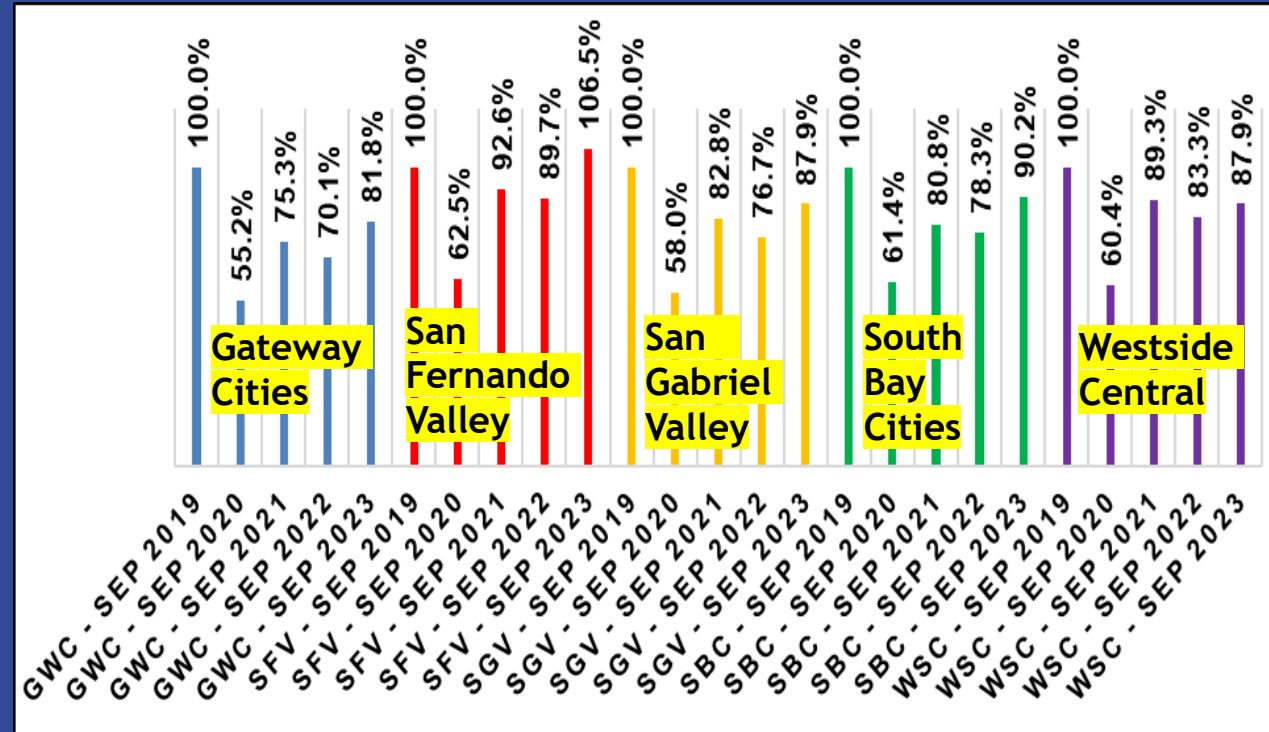 100.0%
55.2%
75.3%
70.1%
81.8%
100.0%
62.5%
92.6%
89.7%
106.5%
100.0%
58.0%
82.8%
76.7%
87.9%
100.0%
61.4%
80.8%
78.3%
90.2%
100.0%
60.4%
89.3%
83.3%
87.9%
Gateway
Cities
San
Fernando
Valley
San
Gabriel
Valley
South
Bay
Cities
Westside
Central
GWC - SEP 2019
GWC - SEP 2020
GWC - SEP 2021
GWC - SEP 2022
GWC - SEP 2023
SFV - SEP 2019
SFV - SEP 2020
SFV - SEP 2021
SFV - SEP 2022
SFV - SEP 2023
SGV - SEP 2019
SGV - SEP 2020
SGV - SEP 2021
SGV - SEP 2022
SGV - SEP 2023
SBC - SEP 2019
SBC - SEP 2020
SBC - SEP 2021
SBC - SEP 2022
SBC - SEP 2023
WSC - SEP 2019
WSC - SEP 2020
WSC - SEP 2021
WSC - SEP 2022
WSC - SEP 2023